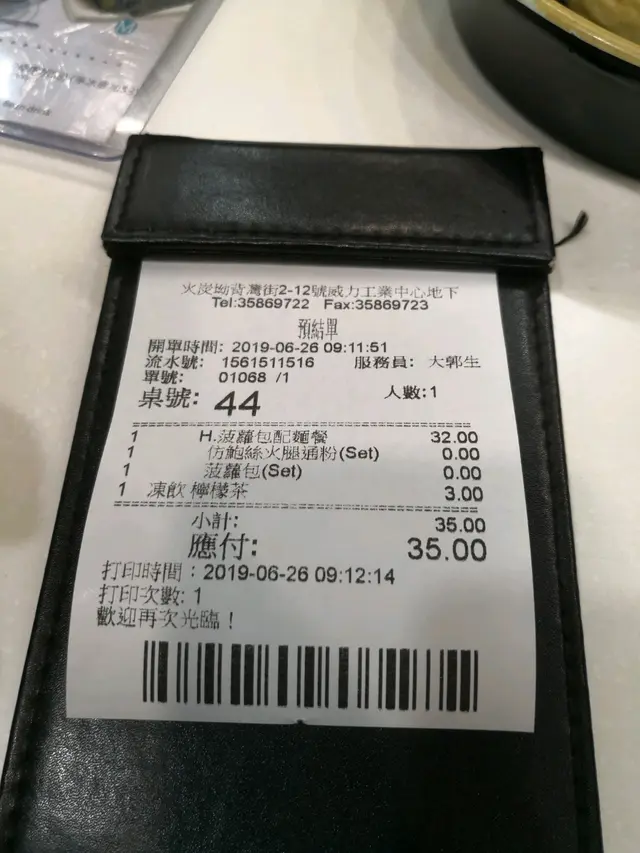 火炭坳背灣街2-12號威力工業中心地下
Tel:35869722 Fax:35869723
預結單
開單時間: 2019-06-26 09:11:51
流水號: 1561511516 服務員: 大郭生
單號: 01068 /1
桌號: 44 人數:1
1 H.菠蘿包配麵餐 32.00
1 仿鮑絲火腿通粉(Set) 0.00
1 菠蘿包(Set) 0.00
1 凍飲 檸檬茶 3.00
小計: 35.00
應付: 35.00
打印時間：2019-06-26 09:12:14
打印次數: 1
歡迎再次光臨！